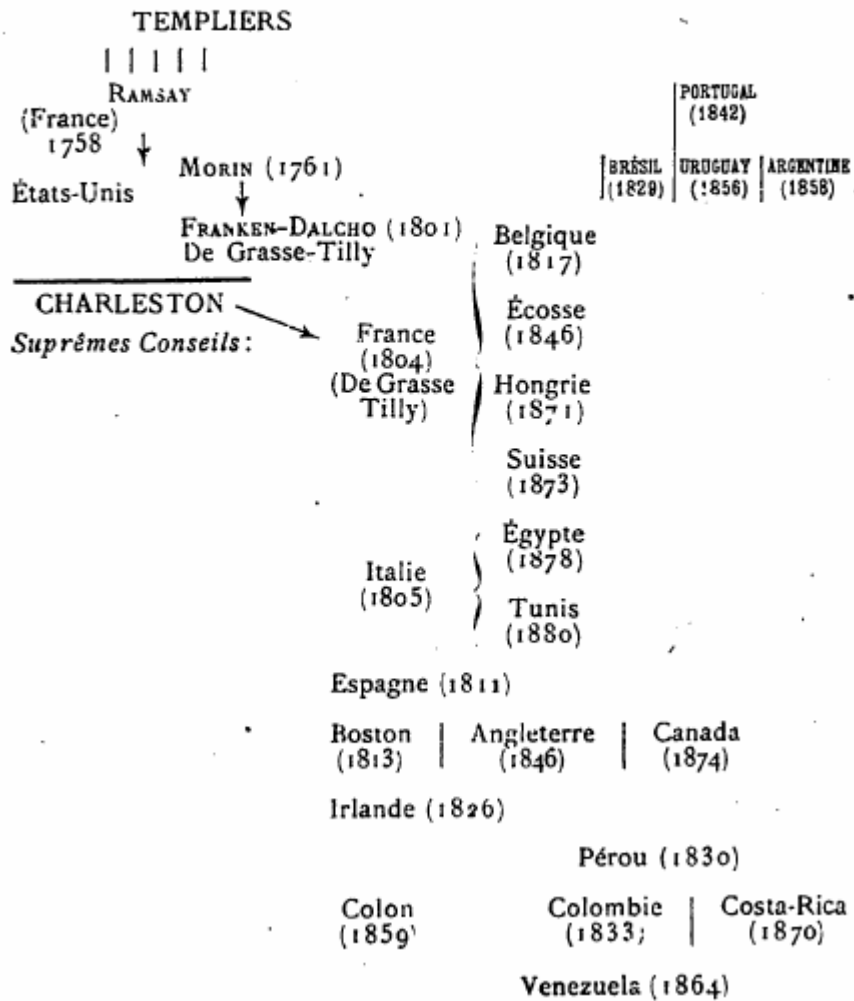 TEMPLIERS
RAMSAY
(France)
1758
États-Unis
MORIN (1761)
FRANKEN-DALCHO (1801)
De Grasse-Tilly
CHARLESTON
Suprêmes Conseils :
France
(1804)
(De Grasse
Tilly)
PORTUGAL
(1842)
BRÉSIL
(1829)
URUGUAY
(1856)
ARGENTINE
(1858)
Belgique
(1817)
Écosse
(1846)
Hongrie
(1871)
Suisse
(1873)
Italie
(1805)
Égypte
(1878)
Tunis
(1880)
Espagne (1811)
Boston
(1813)
Angleterre
(1846)
Canada
(1874)
Irlande (1826)
Pérou (1830)
Colon
(1859)
Colombie
(1833)
Costa-Rica
(1870)
Venezuela (1864)